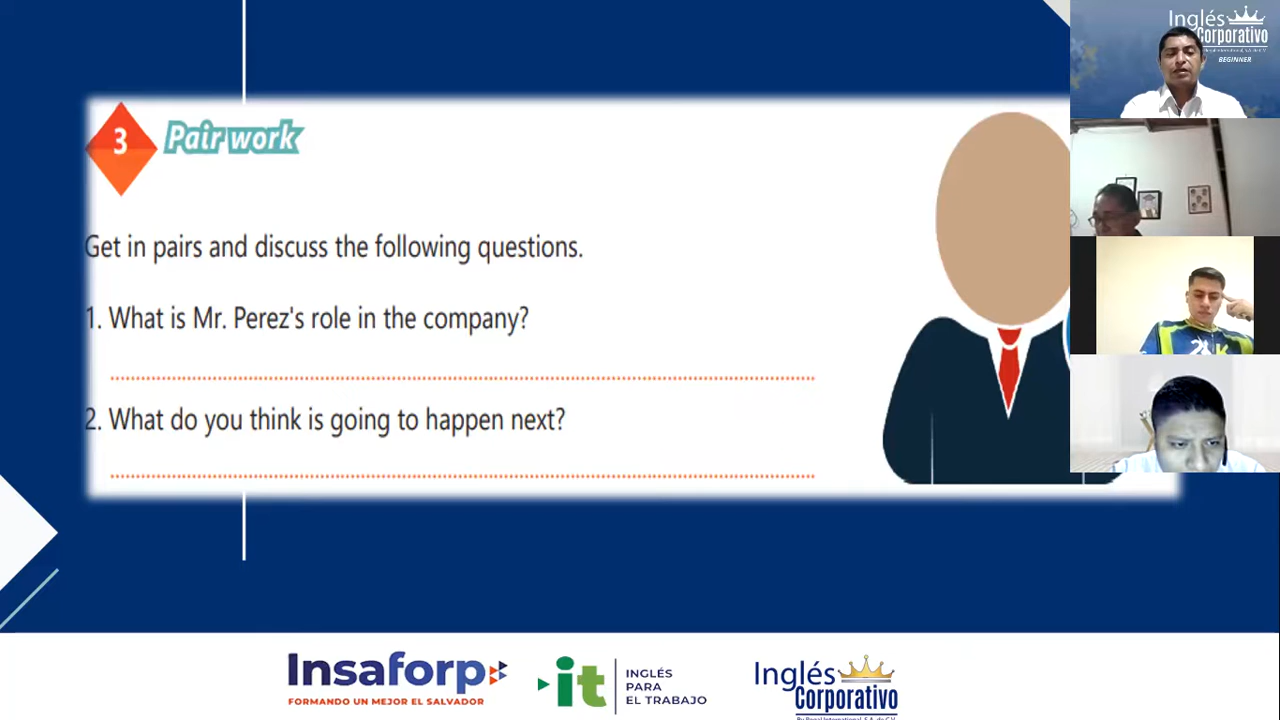 3
Pair work
Get in pairs and discuss the following questions.
1. What is Mr. Perez's role in the company?
2. What do you think is going to happen next?
Inglés
Corporativo
BEGINNER
Insaforp
FORMANDO UN MEJOR EL SALVADOR
it
INGLÉS
PARA
EL TRABAJO
Inglés
Corporativo